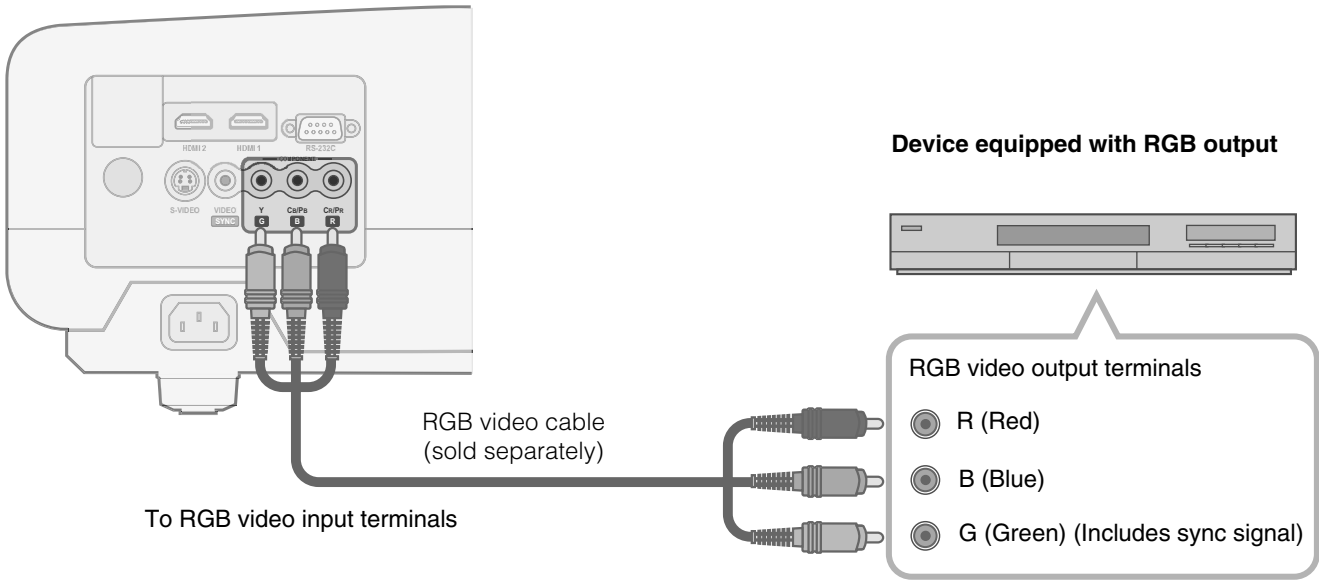 HDMI 2
HDMI 1
RS-232C
COMPONENT
S-VIDEO
VIDEO
SYNC
Y
CB/PB
CR/PR
G
B
R
Device equipped with RGB output
RGB video output terminals
R (Red)
B (Blue)
G (Green) (Includes sync signal)
RGB video cable
(sold separately)
To RGB video input terminals